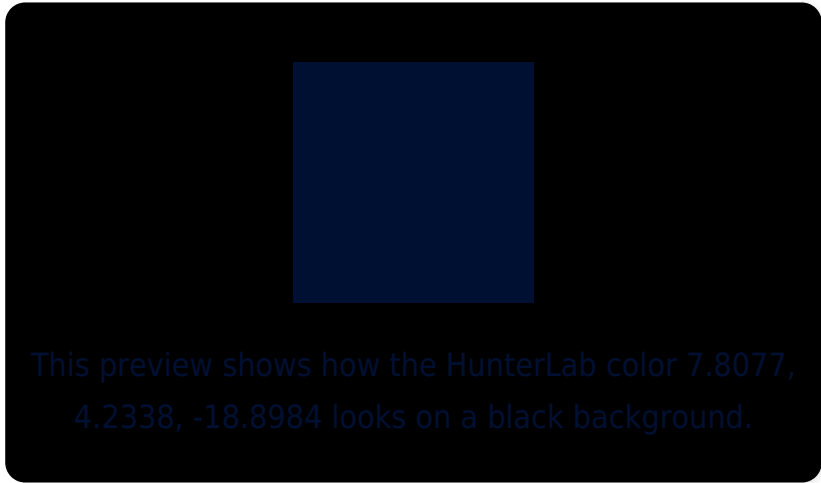 This preview shows how the HunterLab color 7.8077,
4.2338, -18.8984 looks on a black background.